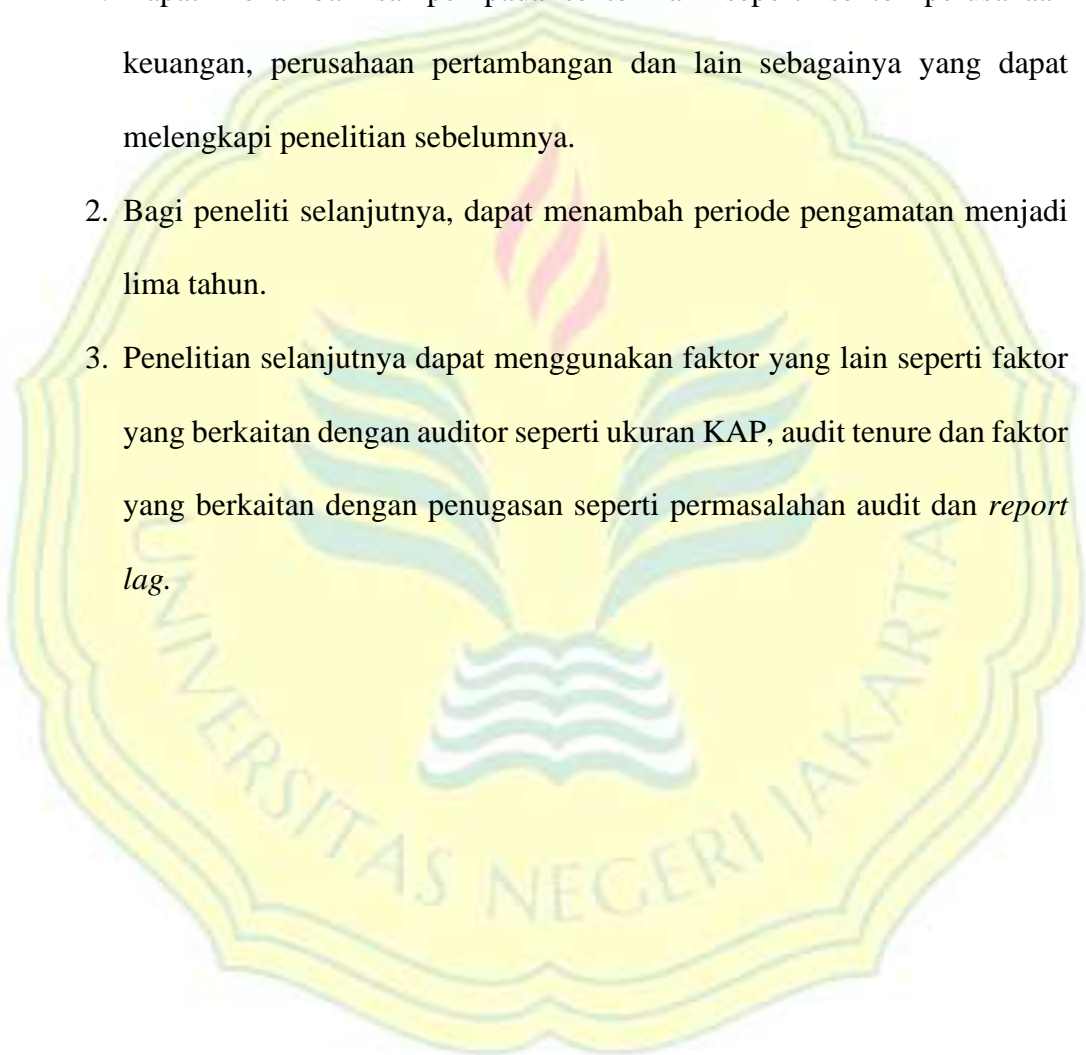 keuangan, perusahaan pertambangan dan lain sebagainya yang dapat
melengkapi penelitian sebelumnya.
2. Bagi peneliti selanjutnya, dapat menambah periode pengamatan menjadi
lima tahun.
3. Penelitian selanjutnya dapat menggunakan faktor yang lain seperti faktor
yang berkaitan dengan auditor seperti ukuran KAP, audit tenure dan faktor
yang berkaitan dengan penugasan seperti permasalahan audit dan report
lag.
UNIVERSITAS NEGERI JAKARTA